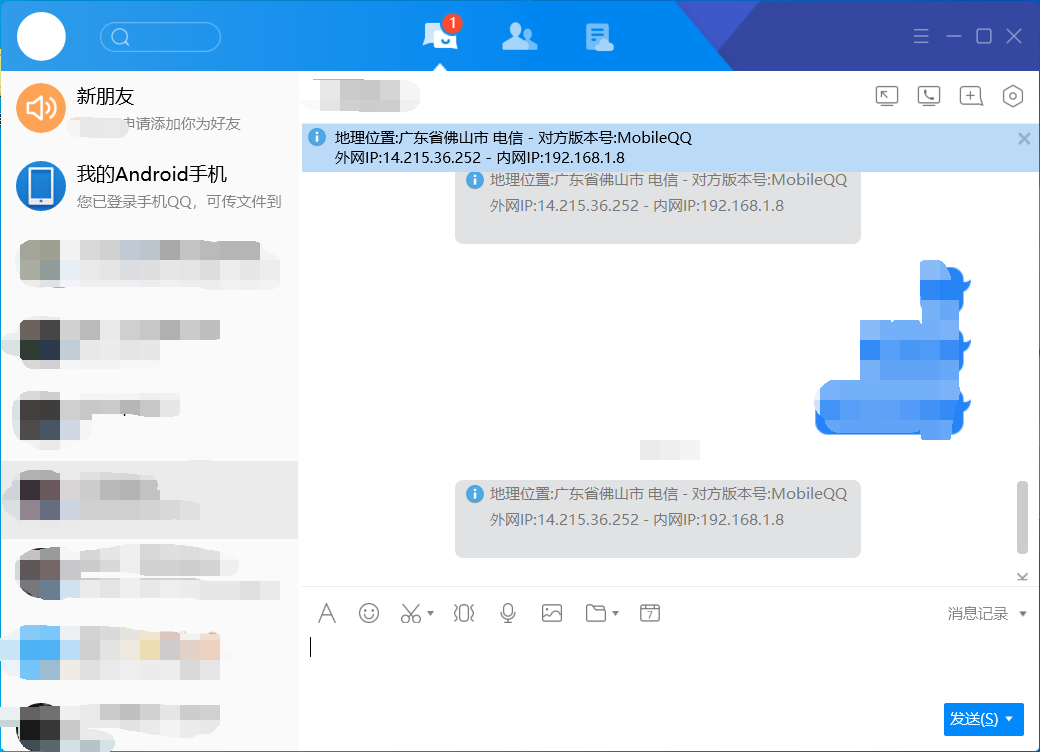 1
新朋友
申请添加你为好友
我的Android手机
您已登录手机QQ，可传文件到
地理位置:广东省佛山市 电信 - 对方版本号:MobileQQ
外网IP:14.215.36.252 - 内网IP:192.168.1.8
地理位置:广东省佛山市 电信 - 对方版本号:MobileQQ
外网IP:14.215.36.252 - 内网IP:192.168.1.8
地理位置:广东省佛山市 电信 - 对方版本号:MobileQQ
外网IP:14.215.36.252 - 内网IP:192.168.1.8
7
消息记录
发送(S)